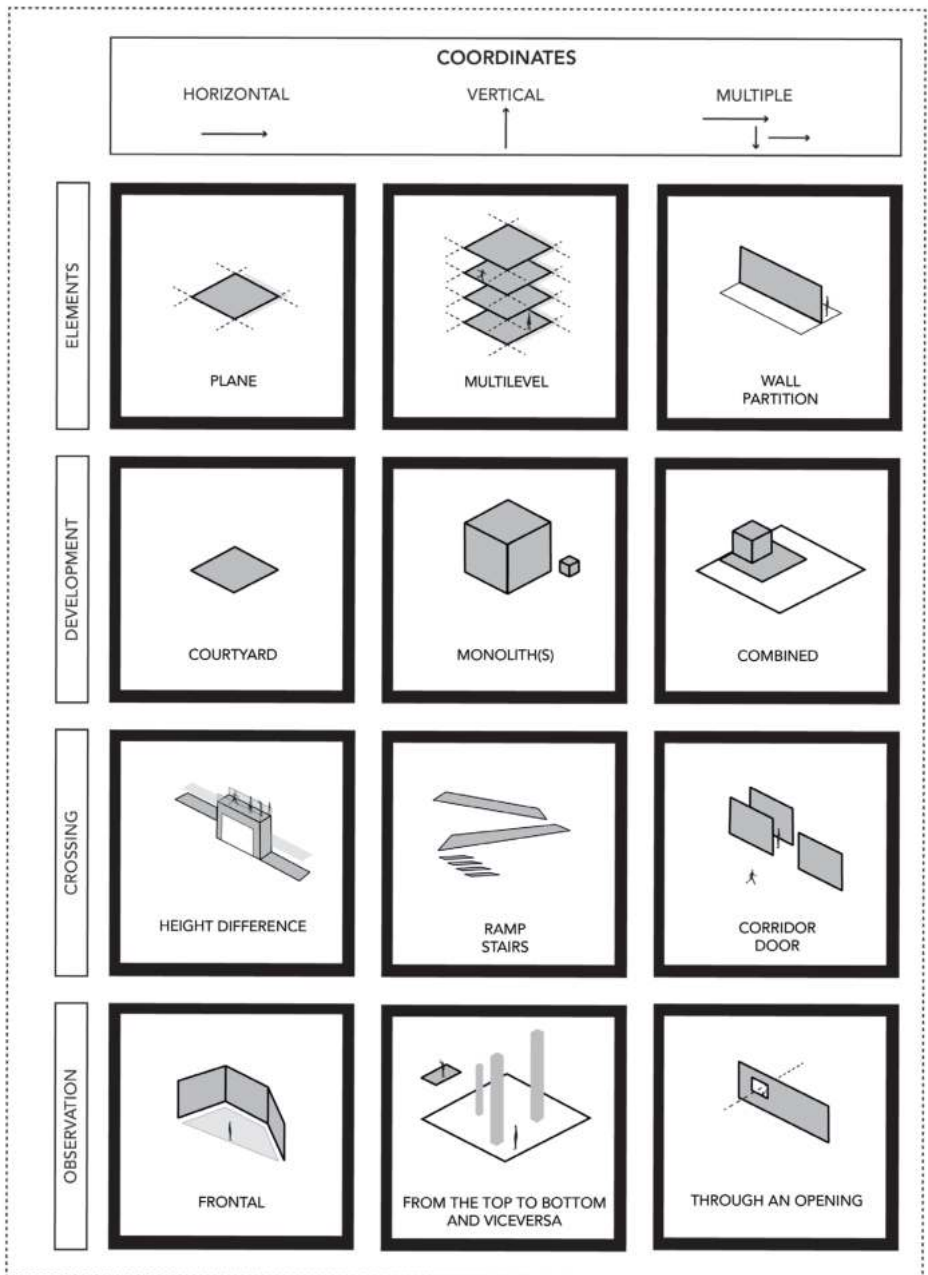 COORDINATES
HORIZONTAL
VERTICAL
MULTIPLE
ELEMENTS
PLANE
MULTILEVEL
WALL
PARTITION
DEVELOPMENT
COURTYARD
MONOLITH(S)
COMBINED
CROSSING
HEIGHT DIFFERENCE
RAMP
STAIRS
CORRIDOR
DOOR
OBSERVATION
FRONTAL
FROM THE TOP TO BOTTOM
AND VICEVERSA
THROUGH AN OPENING